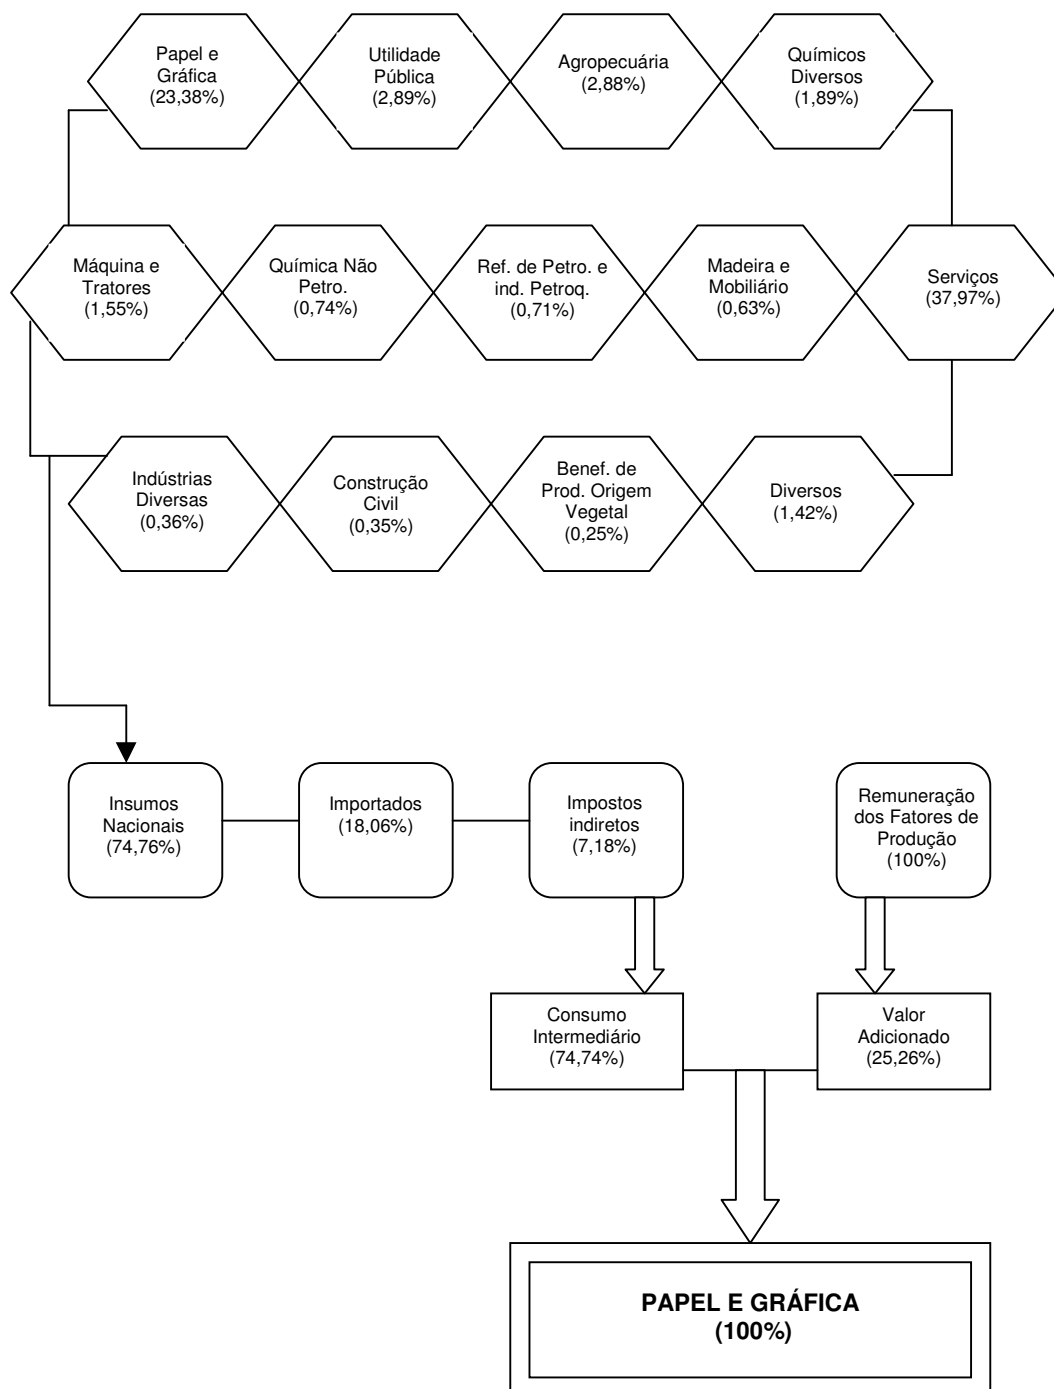 Papel e
Gráfica
(23,38%)
Utilidade
Pública
(2,89%)
Agropecuária
(2,88%)
Químicos
Diversos
(1,89%)
Máquina e
Tratores
(1,55%)
Química Não
Petro.
(0,74%)
Ref. de Petro. e
ind. Petroq.
(0,71%)
Madeira e
Mobiliário
(0,63%)
Serviços
(37,97%)
Indústrias
Diversas
(0,36%)
Construção
Civil
(0,35%)
Benef. de
Prod. Origem
Vegetal
(0,25%)
Diversos
(1,42%)
Insumos
Nacionais
(74,76%)
Importados
(18,06%)
Impostos
indiretos
(7,18%)
Remuneração
dos Fatores de
Produção
(100%)
Consumo
Intermediário
(74,74%)
Valor
Adicionado
(25,26%)
PAPEL E GRÁFICA
(100%)